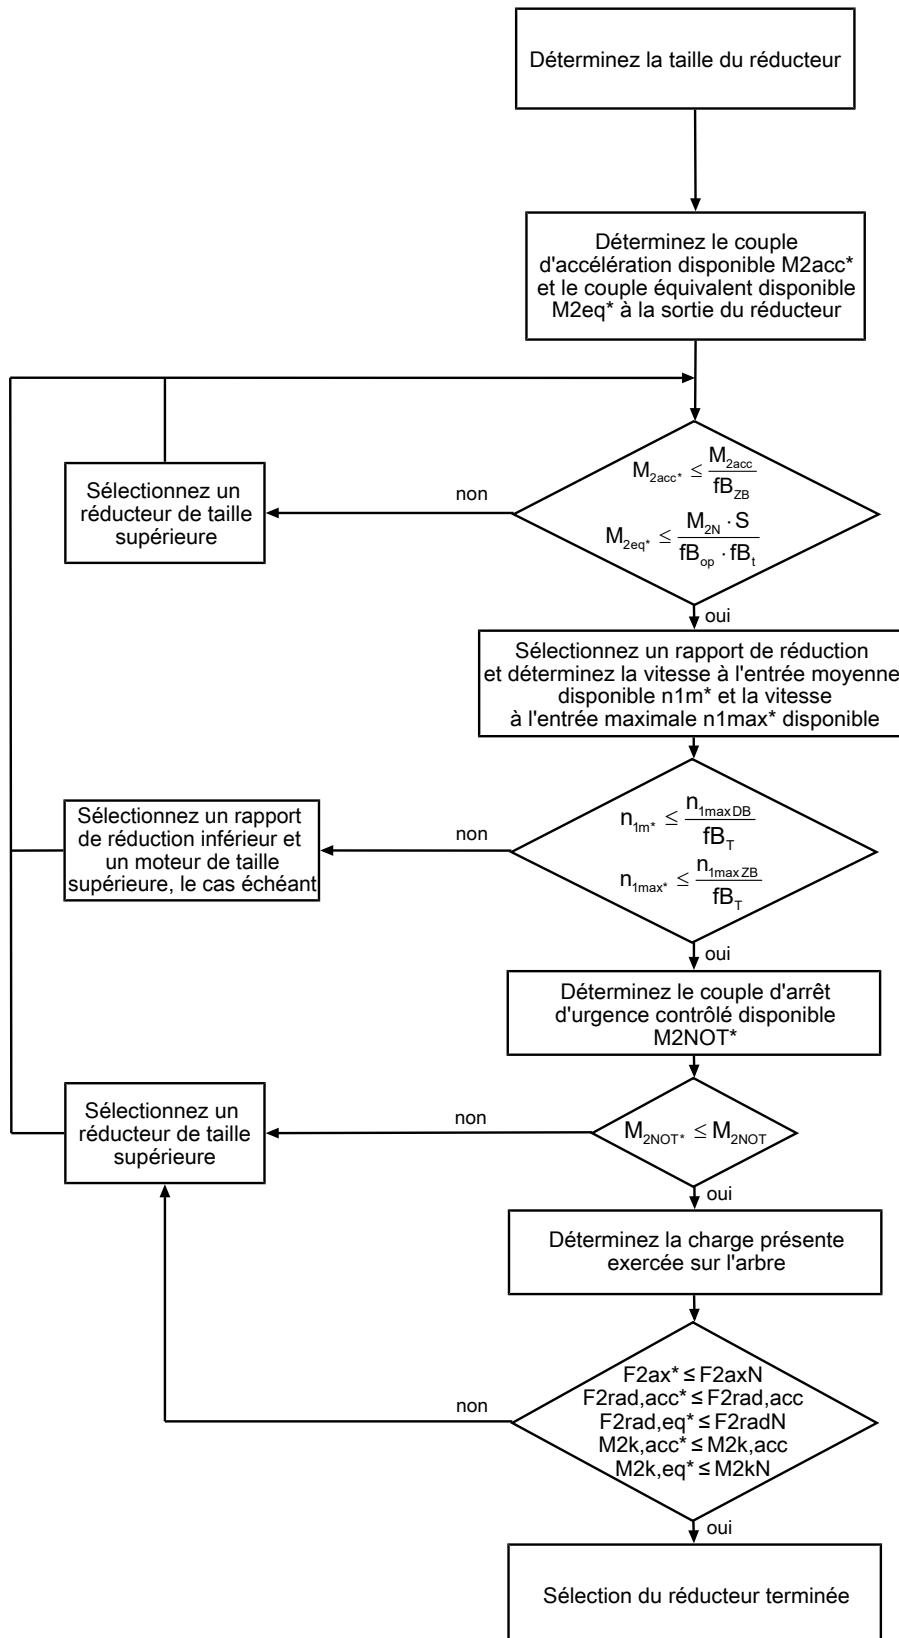 Déterminez la taille du réducteur
Déterminez le couple
d'accélération disponible M2acc*
et le couple équivalent disponible
M2eq* à la sortie du réducteur
M2acc* ≤ M2acc / fBZB
M2eq* ≤ M2N · S / fBop · fBt
non
Sélectionnez un
réducteur de taille
supérieure
oui
Sélectionnez un rapport de réduction
et déterminez la vitesse à l'entrée moyenne
disponible n1m* et la vitesse
à l'entrée maximale n1max* disponible
n1m* ≤ n1maxDB / fBT
n1max* ≤ n1maxZB / fBT
non
Sélectionnez un rapport
de réduction inférieur et
un moteur de taille
supérieure, le cas échéant
oui
Déterminez le couple d'arrêt
d'urgence contrôlé disponible
M2NOT*
M2NOT* ≤ M2NOT
non
Sélectionnez un
réducteur de taille
supérieure
oui
Déterminez la charge présente
exercée sur l'arbre
F2ax* ≤ F2axN
F2rad,acc* ≤ F2rad,acc
F2rad,eq* ≤ F2radN
M2k,acc* ≤ M2k,acc
M2k,eq* ≤ M2kN
non
oui
Sélection du réducteur terminée